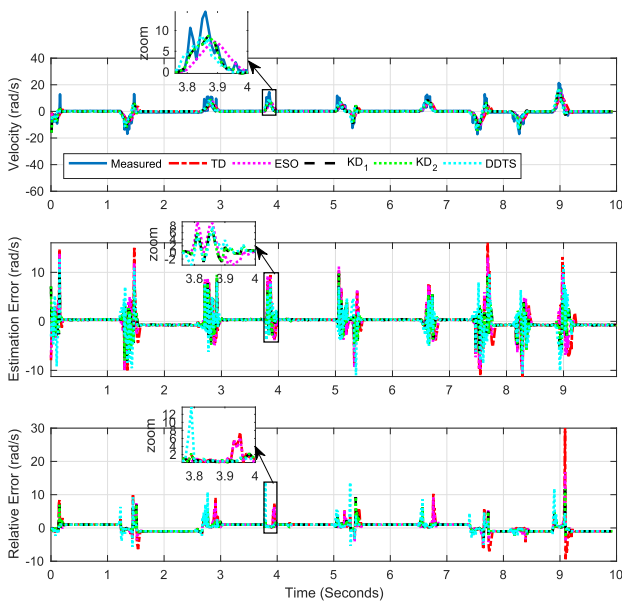 zoom
10
5
0
3.8
3.9
4
Velocity (rad/s)
40
20
0
-20
-40
-60
Measured TD ESO KD1 KD2 DDTS
0 1 2 3 4 5 6 7 8 9 10
zoom
8
6
4
2
0
-2
3.8 3.9 4
Estimation Error (rad/s)
10
0
-10
0 1 2 3 4 5 6 7 8 9
zoom
14
12
10
8
6
4
2
3.8 3.9 4
Relative Error (rad/s)
30
20
10
0
-10
0 1 2 3 4 5 6 7 8 9 10
Time (Seconds)